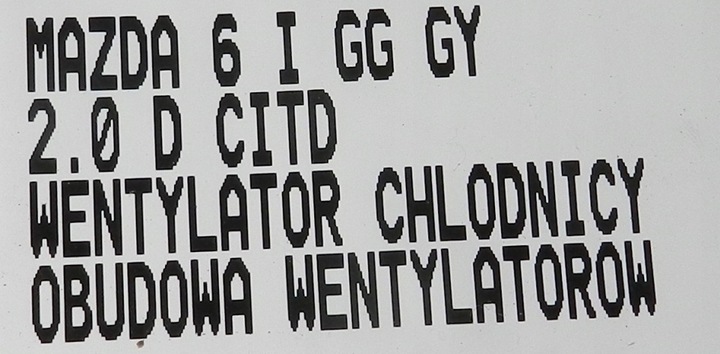 MAZDA 6 I GG GY
2.0 D CITD
WENTYLATOR CHLODNICY
OBUDOWA WENTYLATOROW